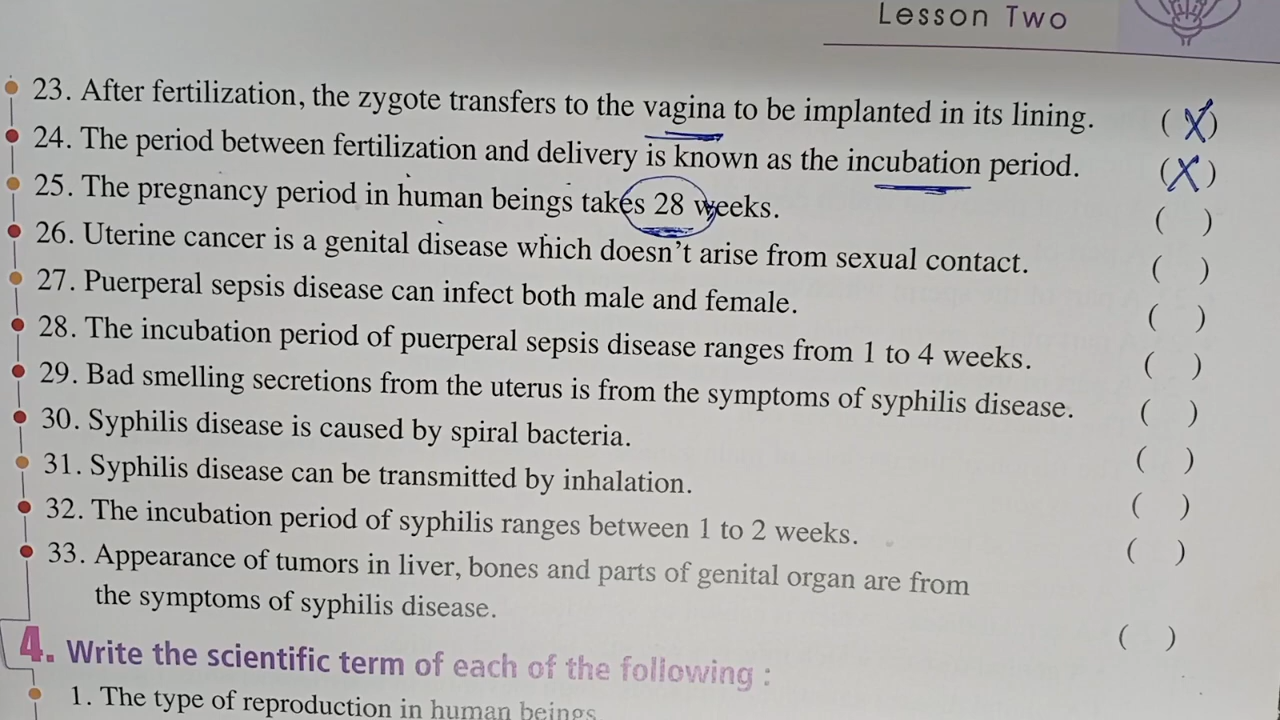 Lesson Two
23. After fertilization, the zygote transfers to the vagina to be implanted in its lining. (X)
24. The period between fertilization and delivery is known as the incubation period. (X)
25. The pregnancy period in human beings takes 28 weeks. ( )
26. Uterine cancer is a genital disease which doesn't arise from sexual contact. ( )
27. Puerperal sepsis disease can infect both male and female. ( )
28. The incubation period of puerperal sepsis disease ranges from 1 to 4 weeks. ( )
29. Bad smelling secretions from the uterus is from the symptoms of syphilis disease. ( )
30. Syphilis disease is caused by spiral bacteria. ( )
31. Syphilis disease can be transmitted by inhalation. ( )
32. The incubation period of syphilis ranges between 1 to 2 weeks. ( )
33. Appearance of tumors in liver, bones and parts of genital organ are from
the symptoms of syphilis disease. ( )
4. Write the scientific term of each of the following :
1. The type of reproduction in human beings